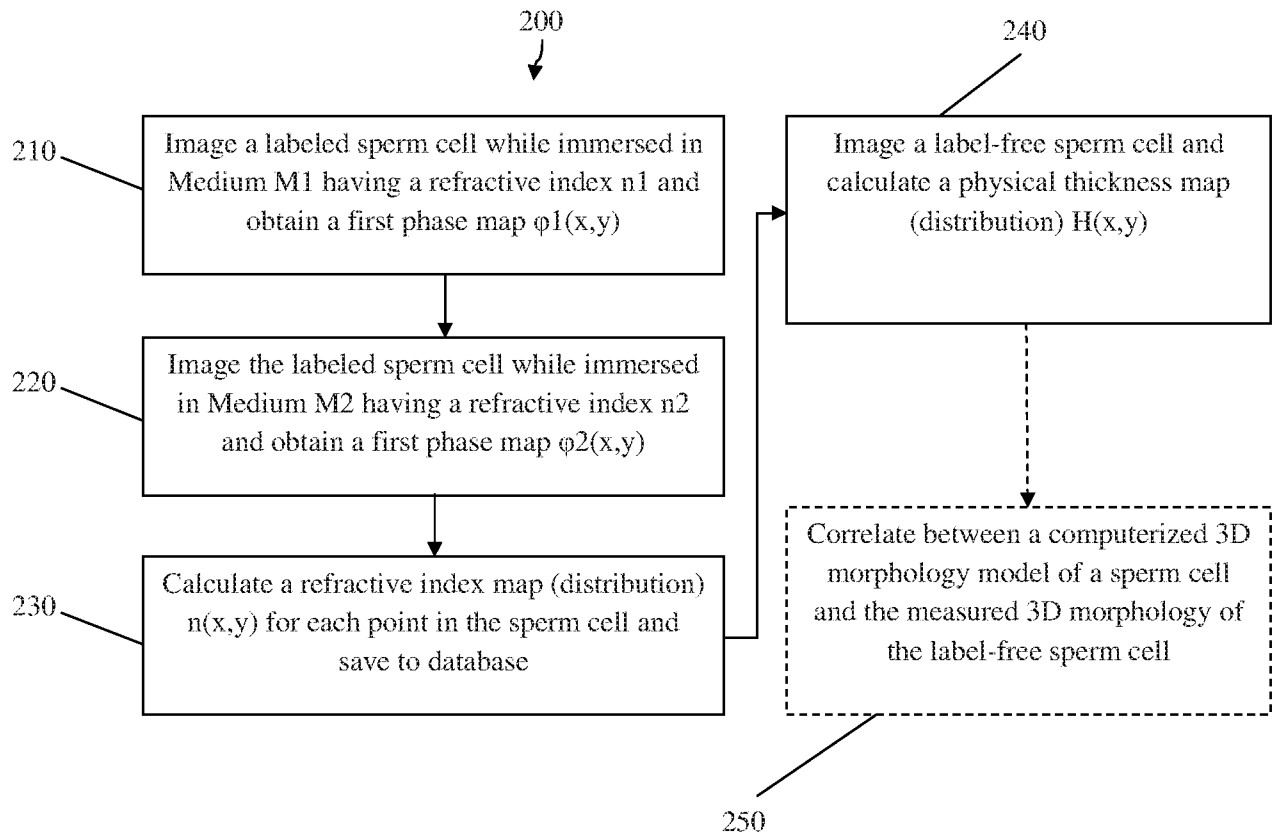 200
210
Image a labeled sperm cell while immersed in
Medium M1 having a refractive index n1 and
obtain a first phase map φ1(x,y)
220
Image the labeled sperm cell while immersed
in Medium M2 having a refractive index n2
and obtain a first phase map φ2(x,y)
230
Calculate a refractive index map (distribution)
n(x,y) for each point in the sperm cell and
save to database
240
Image a label-free sperm cell and
calculate a physical thickness map
(distribution) H(x,y)
Correlate between a computerized 3D
morphology model of a sperm cell
and the measured 3D morphology of
the label-free sperm cell
250